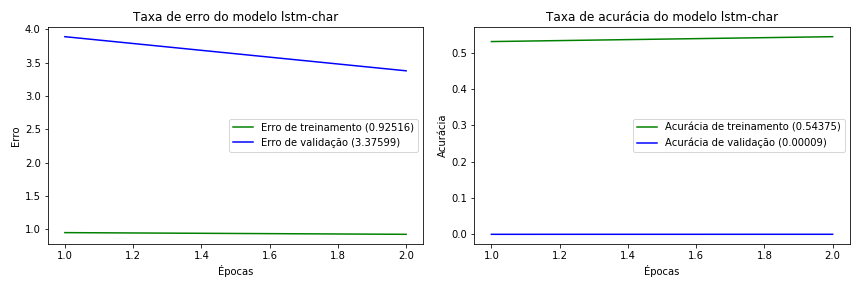 Taxa de erro do modelo lstm-char
4.0
3.5
3.0
2.5
2.0
1.5
1.0
Erro
Erro de treinamento (0.92516)
Erro de validação (3.37599)
1.0 1.2 1.4 1.6 1.8 2.0
Épocas
Taxa de acurácia do modelo lstm-char
0.5
0.4
0.3
0.2
0.1
0.0
Acurácia
Acurácia de treinamento (0.54375)
Acurácia de validação (0.00009)
1.0 1.2 1.4 1.6 1.8 2.0
Épocas